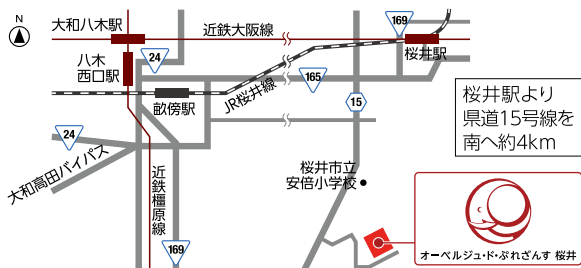 N
大和八木駅
近鉄大阪線
169
桜井駅
八木
西口駅
24
165
JR桜井線
畝傍駅
15
桜井駅より
県道15号線を
南へ約4km
24
大和高田バイパス
近鉄橿原線
桜井市立
安倍小学校
169
オーベルジュ・ド・ぷれざんす 桜井